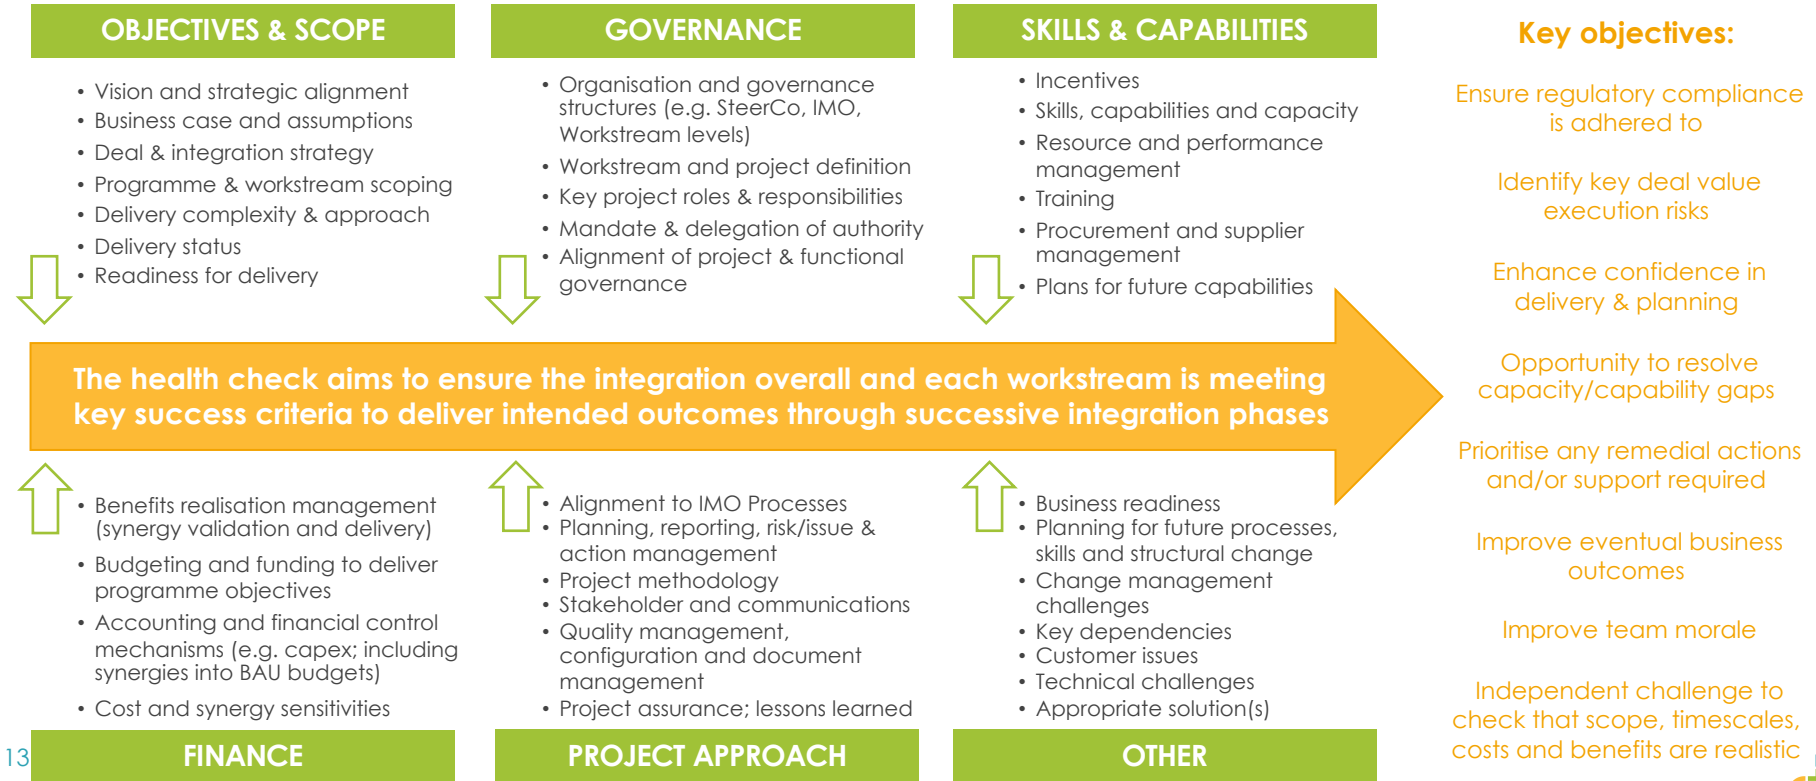 OBJECTIVES & SCOPE
• Vision and strategic alignment
• Business case and assumptions
• Deal & integration strategy
• Programme & workstream scoping
• Delivery complexity & approach
• Delivery status
• Readiness for delivery
GOVERNANCE
• Organisation and governance
structures (e.g. SteerCo, IMO,
Workstream levels)
• Workstream and project definition
• Key project roles & responsibilities
• Mandate & delegation of authority
• Alignment of project & functional
governance
SKILLS & CAPABILITIES
• Incentives
• Skills, capabilities and capacity
• Resource and performance
management
• Training
• Procurement and supplier
management
• Plans for future capabilities
The health check aims to ensure the integration overall and each workstream is meeting
key success criteria to deliver intended outcomes through successive integration phases
• Benefits realisation management
(synergy validation and delivery)
• Budgeting and funding to deliver
programme objectives
• Accounting and financial control
mechanisms (e.g. capex; including
synergies into BAU budgets)
• Cost and synergy sensitivities
FINANCE
• Alignment to IMO Processes
• Planning, reporting, risk/issue &
action management
• Project methodology
• Stakeholder and communications
• Quality management,
configuration and document
management
• Project assurance; lessons learned
PROJECT APPROACH
• Business readiness
• Planning for future processes,
skills and structural change
• Change management
challenges
• Key dependencies
• Customer issues
• Technical challenges
• Appropriate solution(s)
OTHER
Key objectives:
Ensure regulatory compliance
is adhered to
Identify key deal value
execution risks
Enhance confidence in
delivery & planning
Opportunity to resolve
capacity/capability gaps
Prioritise any remedial actions
and/or support required
Improve eventual business
outcomes
Improve team morale
Independent challenge to
check that scope, timescales,
costs and benefits are realistic
13